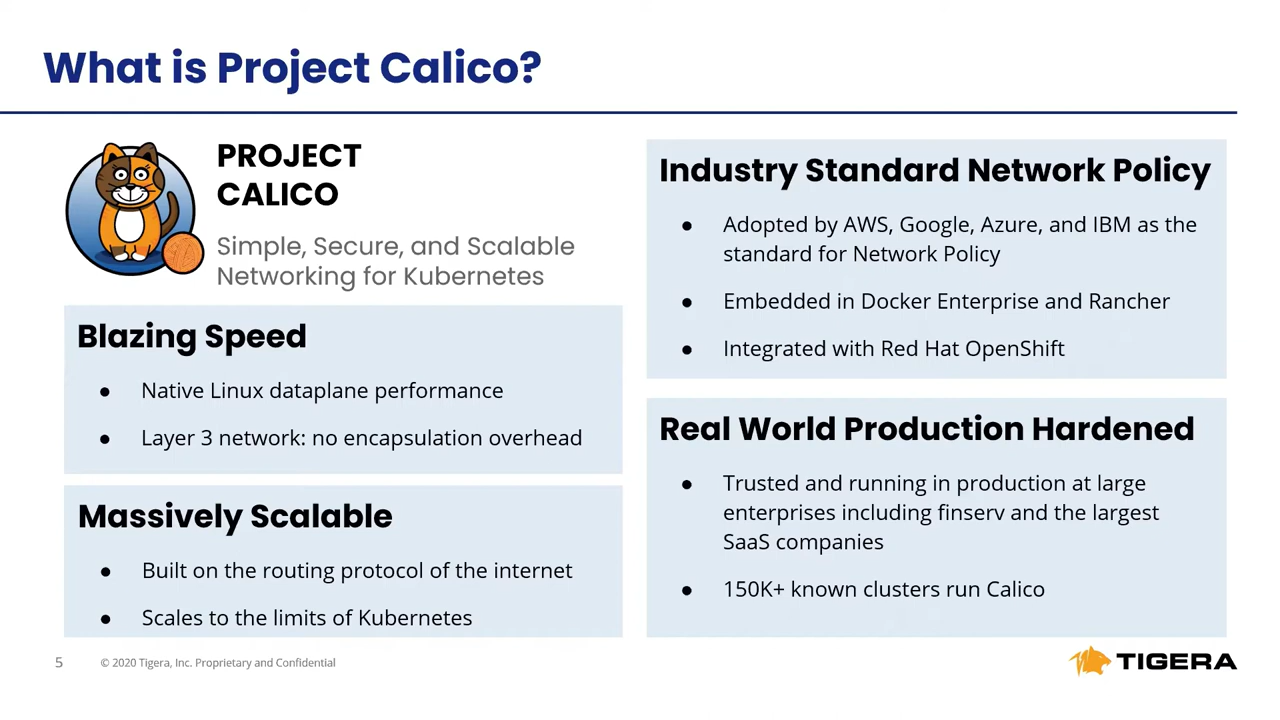 What is Project Calico?
PROJECT
CALICO
Simple, Secure, and Scalable
Networking for Kubernetes
Blazing Speed
● Native Linux dataplane performance
● Layer 3 network: no encapsulation overhead
Massively Scalable
● Built on the routing protocol of the internet
● Scales to the limits of Kubernetes
Industry Standard Network Policy
● Adopted by AWS, Google, Azure, and IBM as the
standard for Network Policy
● Embedded in Docker Enterprise and Rancher
● Integrated with Red Hat OpenShift
Real World Production Hardened
● Trusted and running in production at large
enterprises including finserv and the largest
SaaS companies
● 150K+ known clusters run Calico
5 © 2020 Tigera, Inc. Proprietary and Confidential
TIGERA